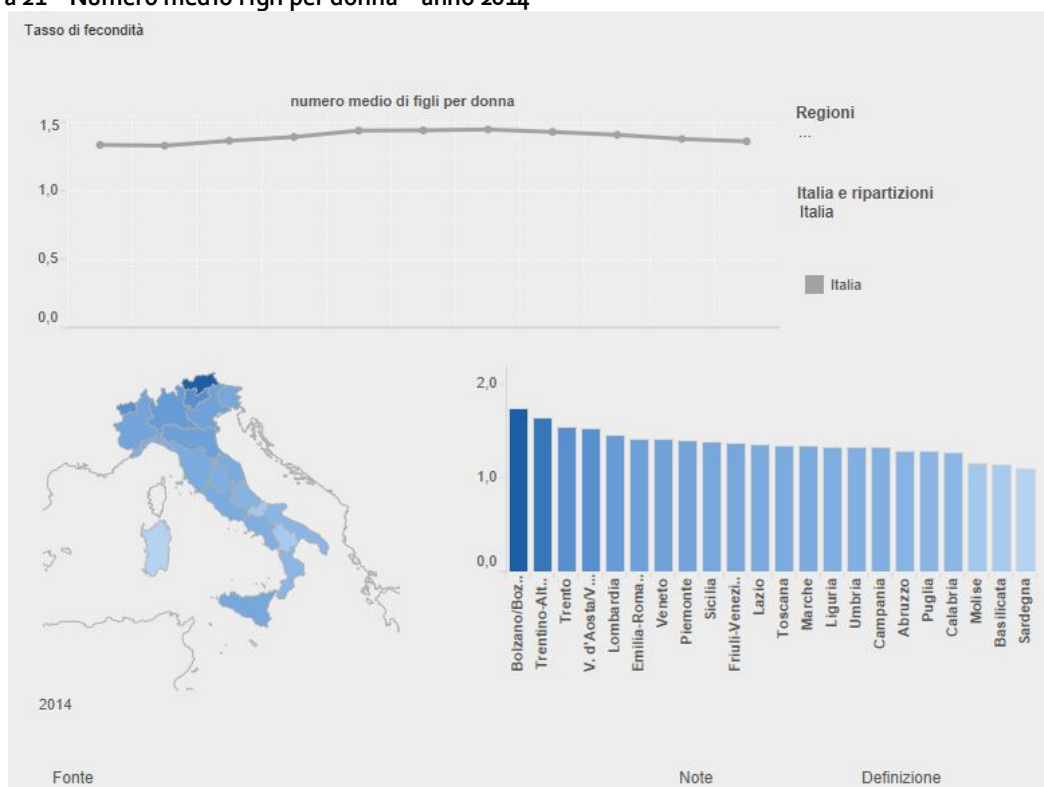 a 21 – Numero medio figli per donna – anno 2014
Tasso di fecondità
numero medio di figli per donna
1,5
1,0
0,5
0,0
Regioni
...
Italia e ripartizioni
Italia
Italia
2,0
1,0
0,0
Bolzano/Boz..
Trentino-Alt..
Trento
V. d'Aosta/V...
Lombardia
Emilia-Roma..
Veneto
Piemonte
Sicilia
Friuli-Venezi..
Lazio
Toscana
Marche
Liguria
Umbria
Campania
Abruzzo
Puglia
Calabria
Molise
Basilicata
Sardegna
2014
Fonte
Note
Definizione